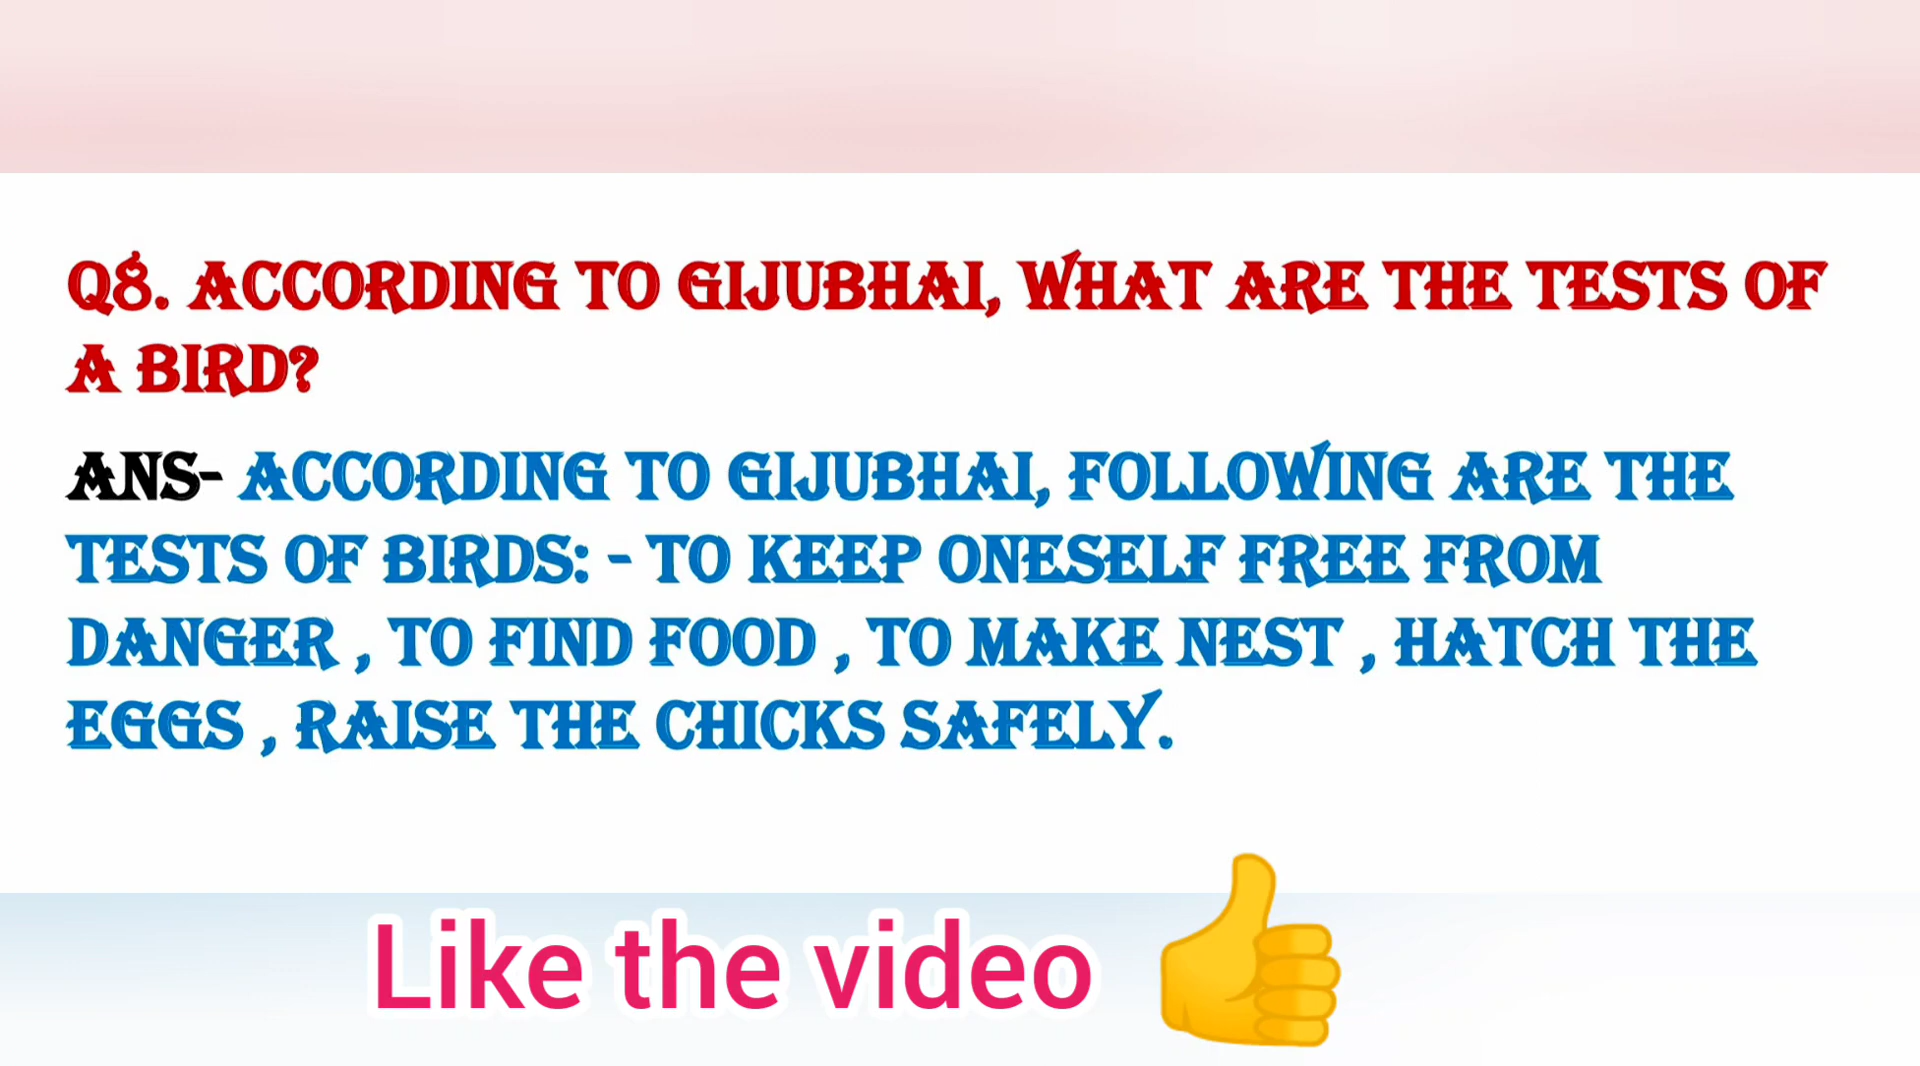 Q8. ACCORDING TO GIJUBHAI, WHAT ARE THE TESTS OF
A BIRD?
ANS- ACCORDING TO GIJUBHAI, FOLLOWING ARE THE
TESTS OF BIRDS: - TO KEEP ONESELF FREE FROM
DANGER , TO FIND FOOD , TO MAKE NEST , HATCH THE
EGGS , RAISE THE CHICKS SAFELY.
Like the video